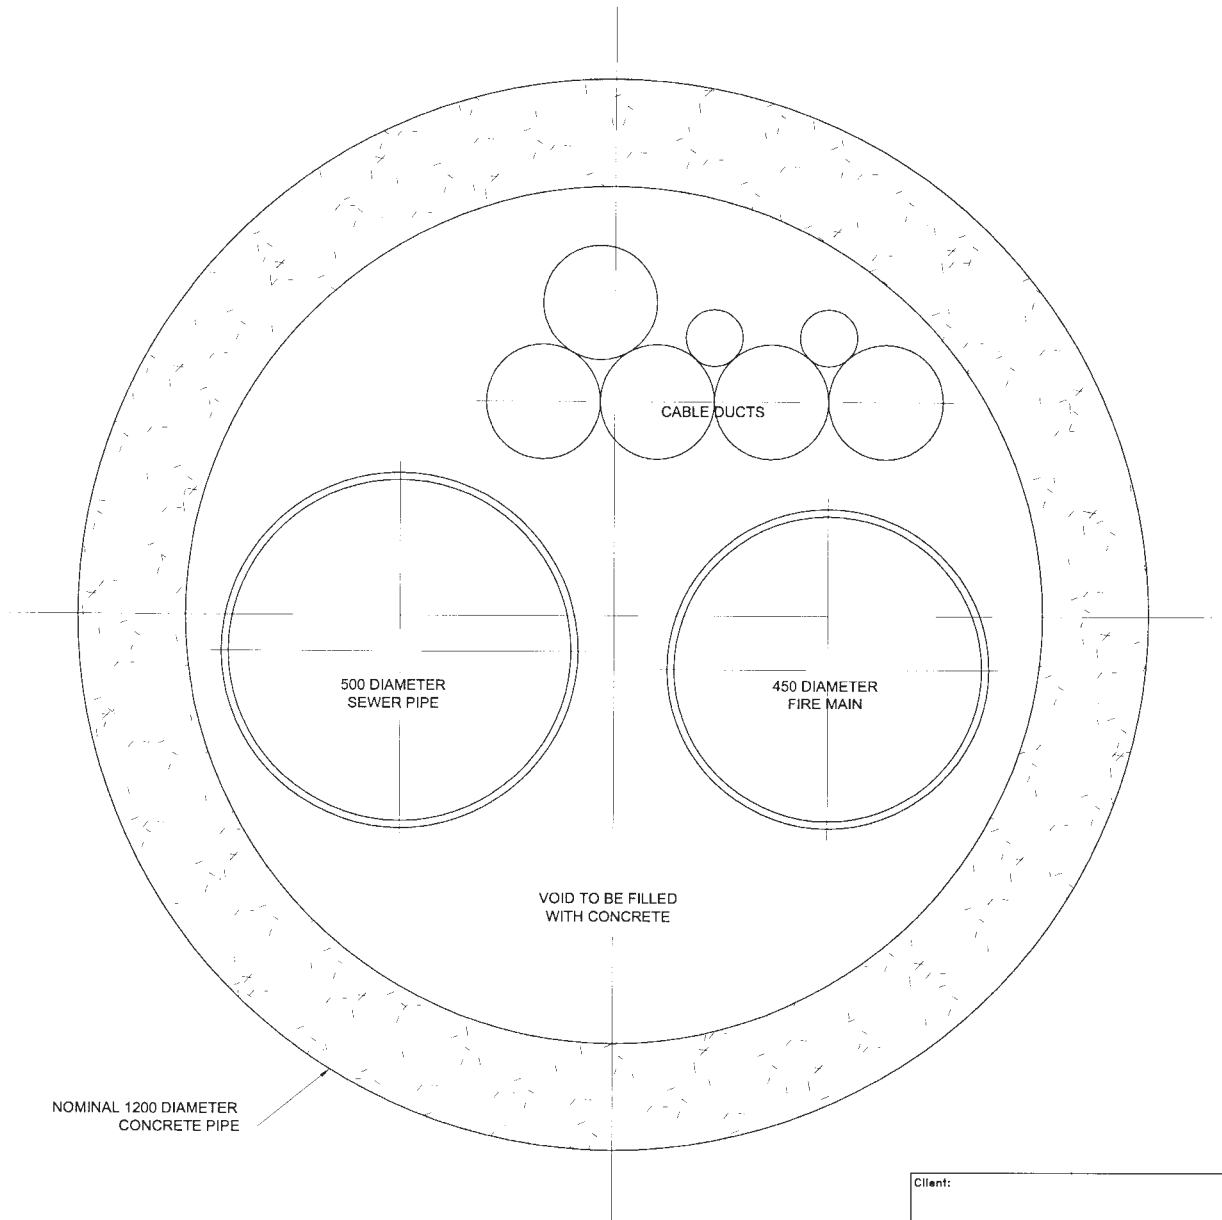 CABLE DUCTS
500 DIAMETER
SEWER PIPE
450 DIAMETER
FIRE MAIN
VOID TO BE FILLED
WITH CONCRETE
NOMINAL 1200 DIAMETER
CONCRETE PIPE
Client: